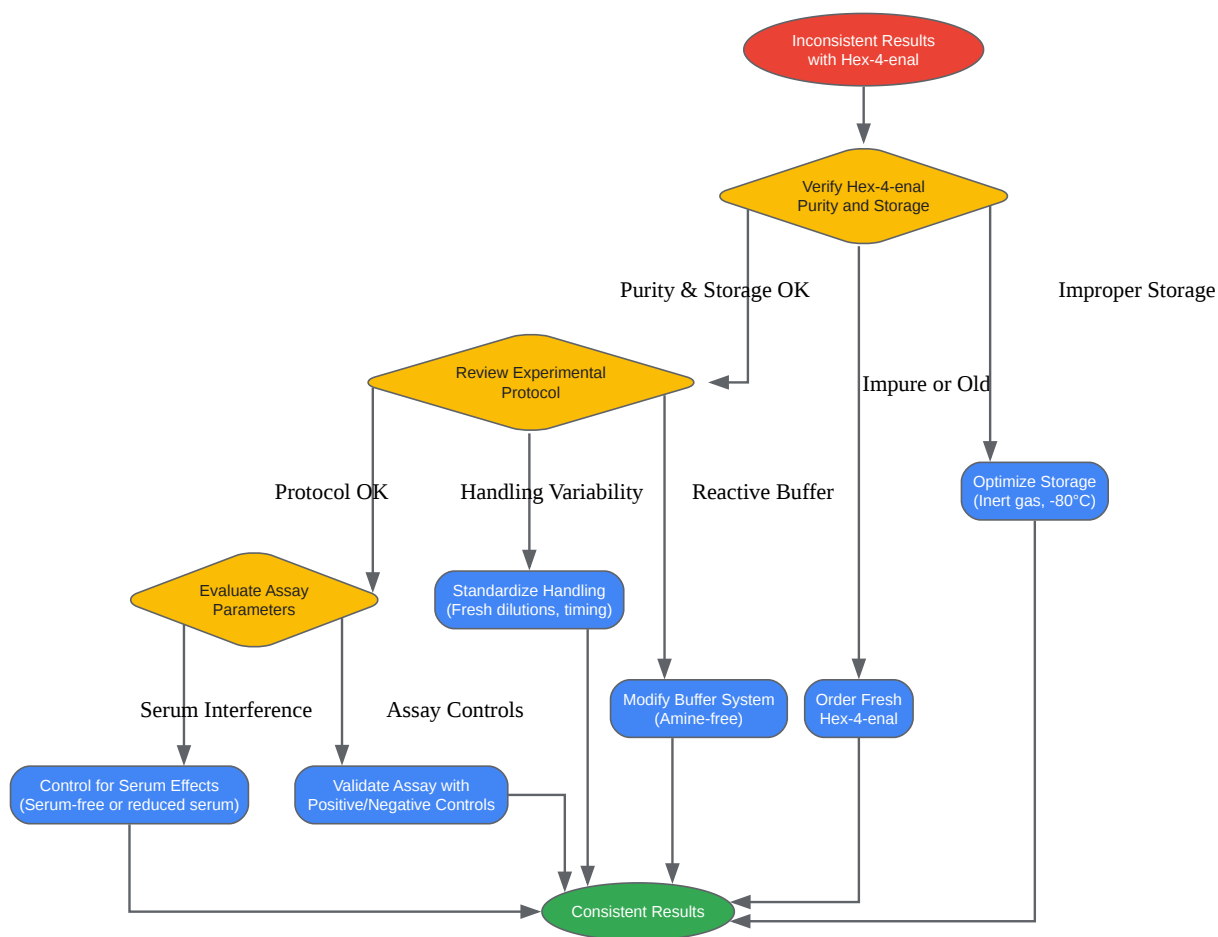 Inconsistent Results
with Hex-4-enal
Verify Hex-4-enal
Purity and Storage
Purity & Storage OK
Improper Storage
Review Experimental
Protocol
Impure or Old
Protocol OK
Handling Variability
Reactive Buffer
Optimize Storage
(Inert gas, -80°C)
Evaluate Assay
Parameters
Standardize Handling
(Fresh dilutions, timing)
Serum Interference
Assay Controls
Modify Buffer System
(Amine-free)
Order Fresh
Hex-4-enal
Control for Serum Effects
(Serum-free or reduced serum)
Validate Assay with
Positive/Negative Controls
Consistent Results